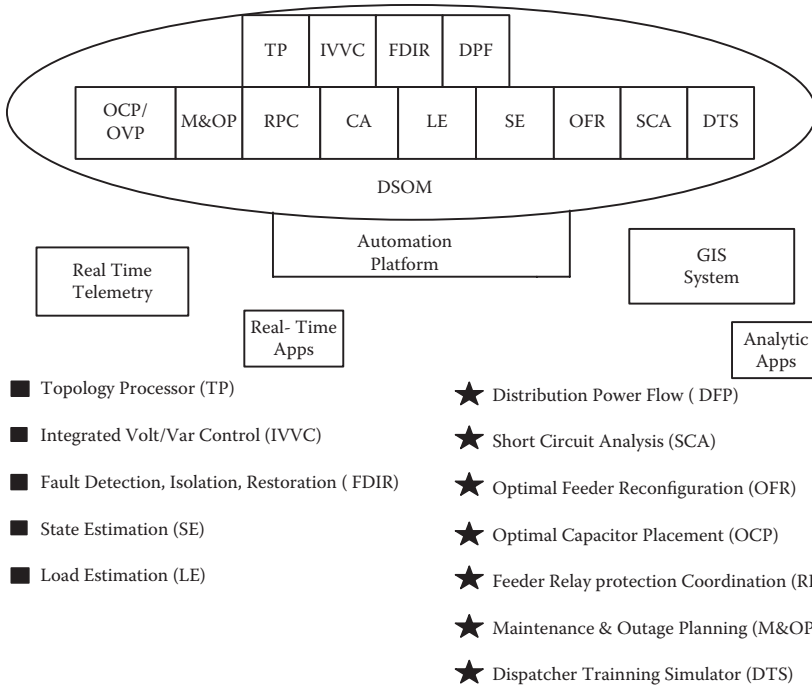 TP IVVC FDIR DPF
OCP/
OVP
M&OP RPC CA LE SE OFR SCA DTS
DSOM
Automation
Platform
Real Time
Telemetry
GIS
System
Real- Time
Apps
Analytic
Apps
Topology Processor (TP)
Integrated Volt/Var Control (IVVC)
Fault Detection, Isolation, Restoration ( FDIR)
State Estimation (SE)
Load Estimation (LE)
Distribution Power Flow ( DFP)
Short Circuit Analysis (SCA)
Optimal Feeder Reconfiguration (OFR)
Optimal Capacitor Placement (OCP)
Feeder Relay protection Coordination (R
Maintenance & Outage Planning (M&OP
Dispatcher Trainning Simulator (DTS)